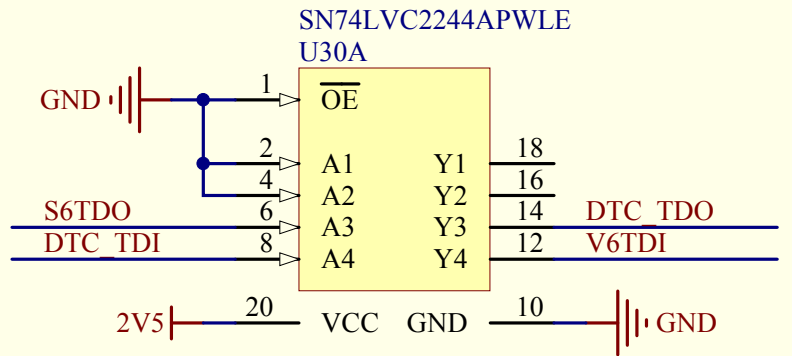 SN74LVC2244APWLE
U30A
GND
1
OE
2
A1
Y1
18
4
A2
Y2
16
S6TDO
6
A3
Y3
14
DTC_TDO
DTC_TDI
8
A4
Y4
12
V6TDI
2V5
20
VCC
GND
10
GND